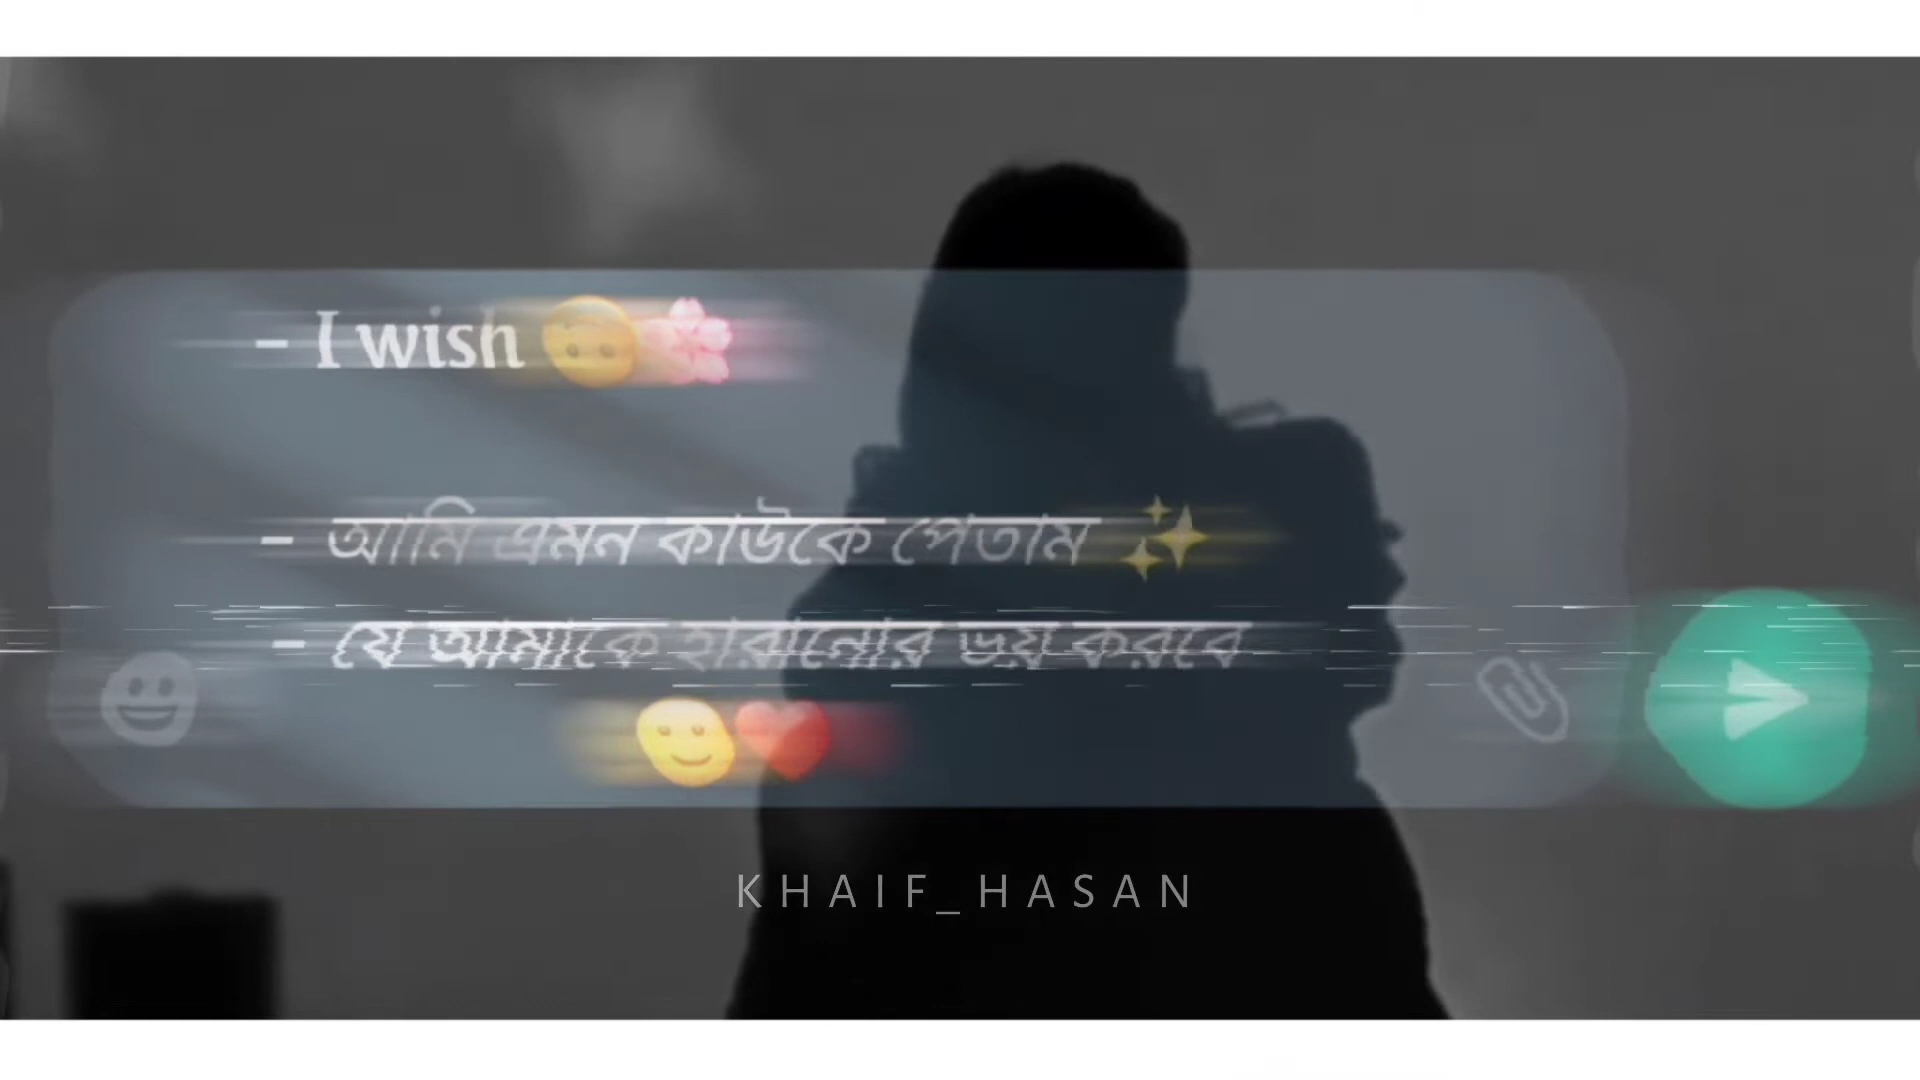 - I wish 🙂🌸
- আমি এমন কাউকে পেতাম ✨
- যে আমাকে হারানোর ভয় করবে
🙂❤️
KHAIF_HASAN